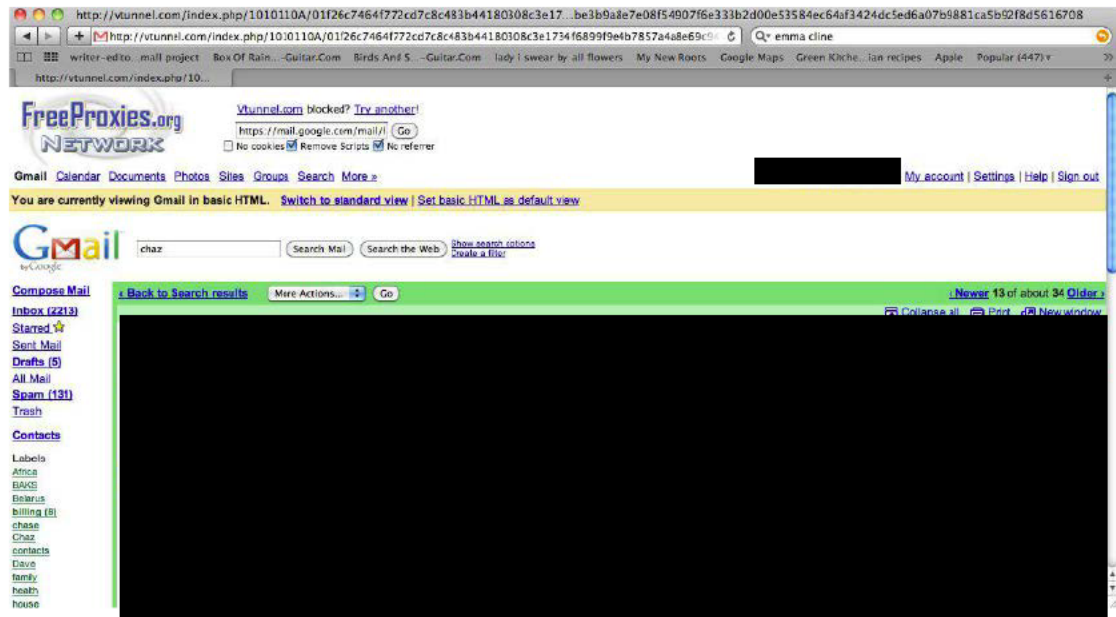 http://vtunnel.com/index.php/1010110A/01f26c7464f772cd7c8c483b44180308c3e17...be3b9a8e7e08f54907f6e333b2d00e53584ec64af3424dc5ed6a07b9881ca5b92f8d5616708
http://vtunnel.com/index.php/1010110A/01f26c7464f772cd7c8c483b44180308c3e1734f6899f9e4b7857a4a8e69c9 emma cline
writer-edito...mall project Box Of Rain...-Guitar.Com Birds And S...-Guitar.Com lady i swear by all flowers My New Roots Google Maps Green Kitche...ian recipes Apple Popular (447)
http://vtunnel.com/index.php/10...
FreeProxies.org
NETWORK
Vtunnel.com blocked? Try another!
https://mail.google.com/mail/ Go
No cookies Remove Scripts No referrer
Gmail Calendar Documents Photos Sites Groups Search More »
My account | Settings | Help | Sign out
You are currently viewing Gmail in basic HTML. Switch to standard view | Set basic HTML as default view
Gmail
by Google
chaz Search Mail Search the Web Show search options
Create a filter
Compose Mail
‹ Back to Search results More Actions... Go ‹ Newer 13 of about 34 Older ›
Inbox (2213)
Collapse all Print New window
Starred
Sent Mail
Drafts (5)
All Mail
Spam (131)
Trash
Contacts
Labels
Africa
BAKS
Belarus
billing (8)
chase
Chaz
contacts
Dave
family
health
house